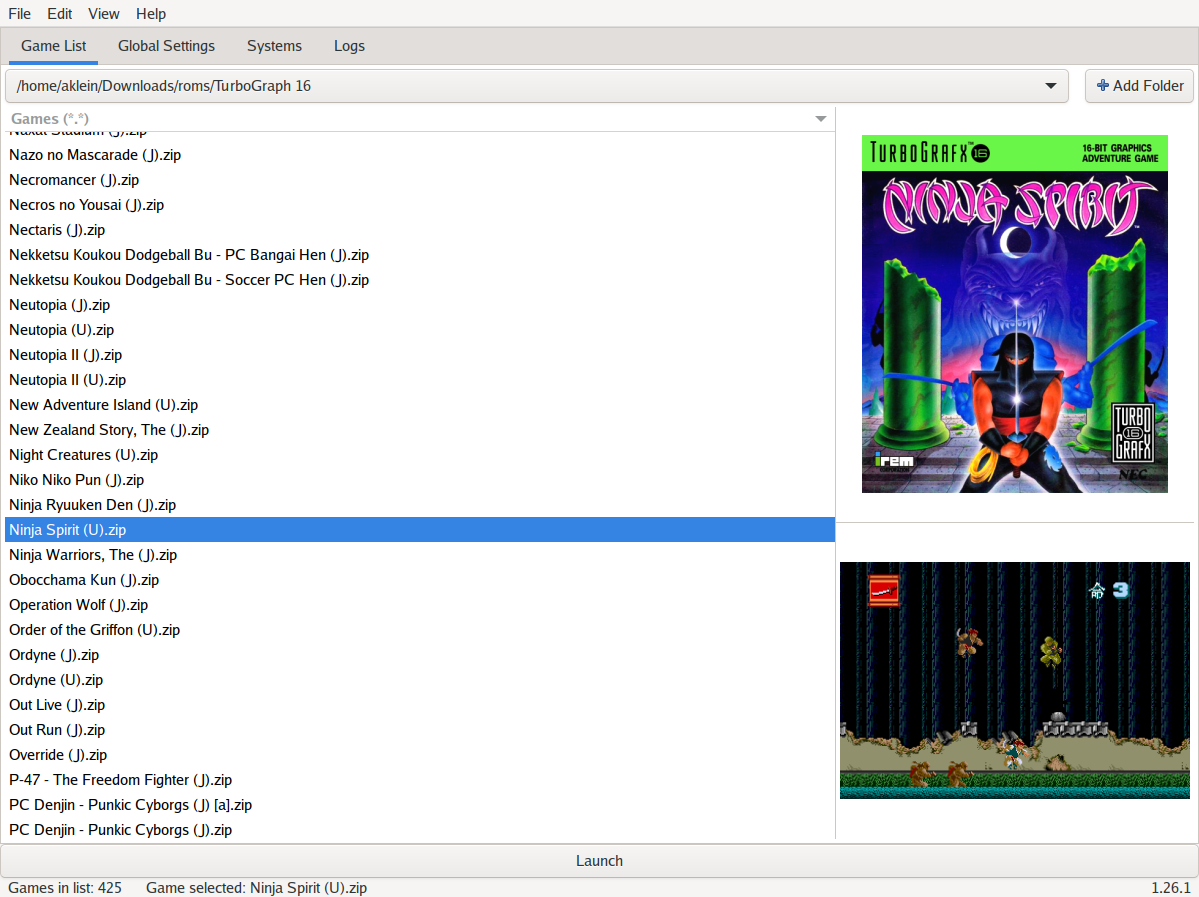 File Edit View Help
Game List Global Settings Systems Logs
/home/aklein/Downloads/roms/TurboGraph 16 Add Folder
Games (*.*)
Naxat Stadium (J).zip
Nazo no Mascarade (J).zip
Necromancer (J).zip
Necros no Yousai (J).zip
Nectaris (J).zip
Nekketsu Koukou Dodgeball Bu - PC Bangai Hen (J).zip
Nekketsu Koukou Dodgeball Bu - Soccer PC Hen (J).zip
Neutopia (J).zip
Neutopia (U).zip
Neutopia II (J).zip
Neutopia II (U).zip
New Adventure Island (U).zip
New Zealand Story, The (J).zip
Night Creatures (U).zip
Niko Niko Pun (J).zip
Ninja Ryuuken Den (J).zip
Ninja Spirit (U).zip
Ninja Warriors, The (J).zip
Obocchama Kun (J).zip
Operation Wolf (J).zip
Order of the Griffon (U).zip
Ordyne (J).zip
Ordyne (U).zip
Out Live (J).zip
Out Run (J).zip
Override (J).zip
P-47 - The Freedom Fighter (J).zip
PC Denjin - Punkic Cyborgs (J) [a].zip
PC Denjin - Punkic Cyborgs (J).zip
TURBOGRAFX™ 16
16-BIT GRAPHICS
ADVENTURE GAME
NINJA SPIRIT™
TURBO
16
GRAFX
irem
NEC
命 3
Launch
Games in list: 425 Game selected: Ninja Spirit (U).zip 1.26.1